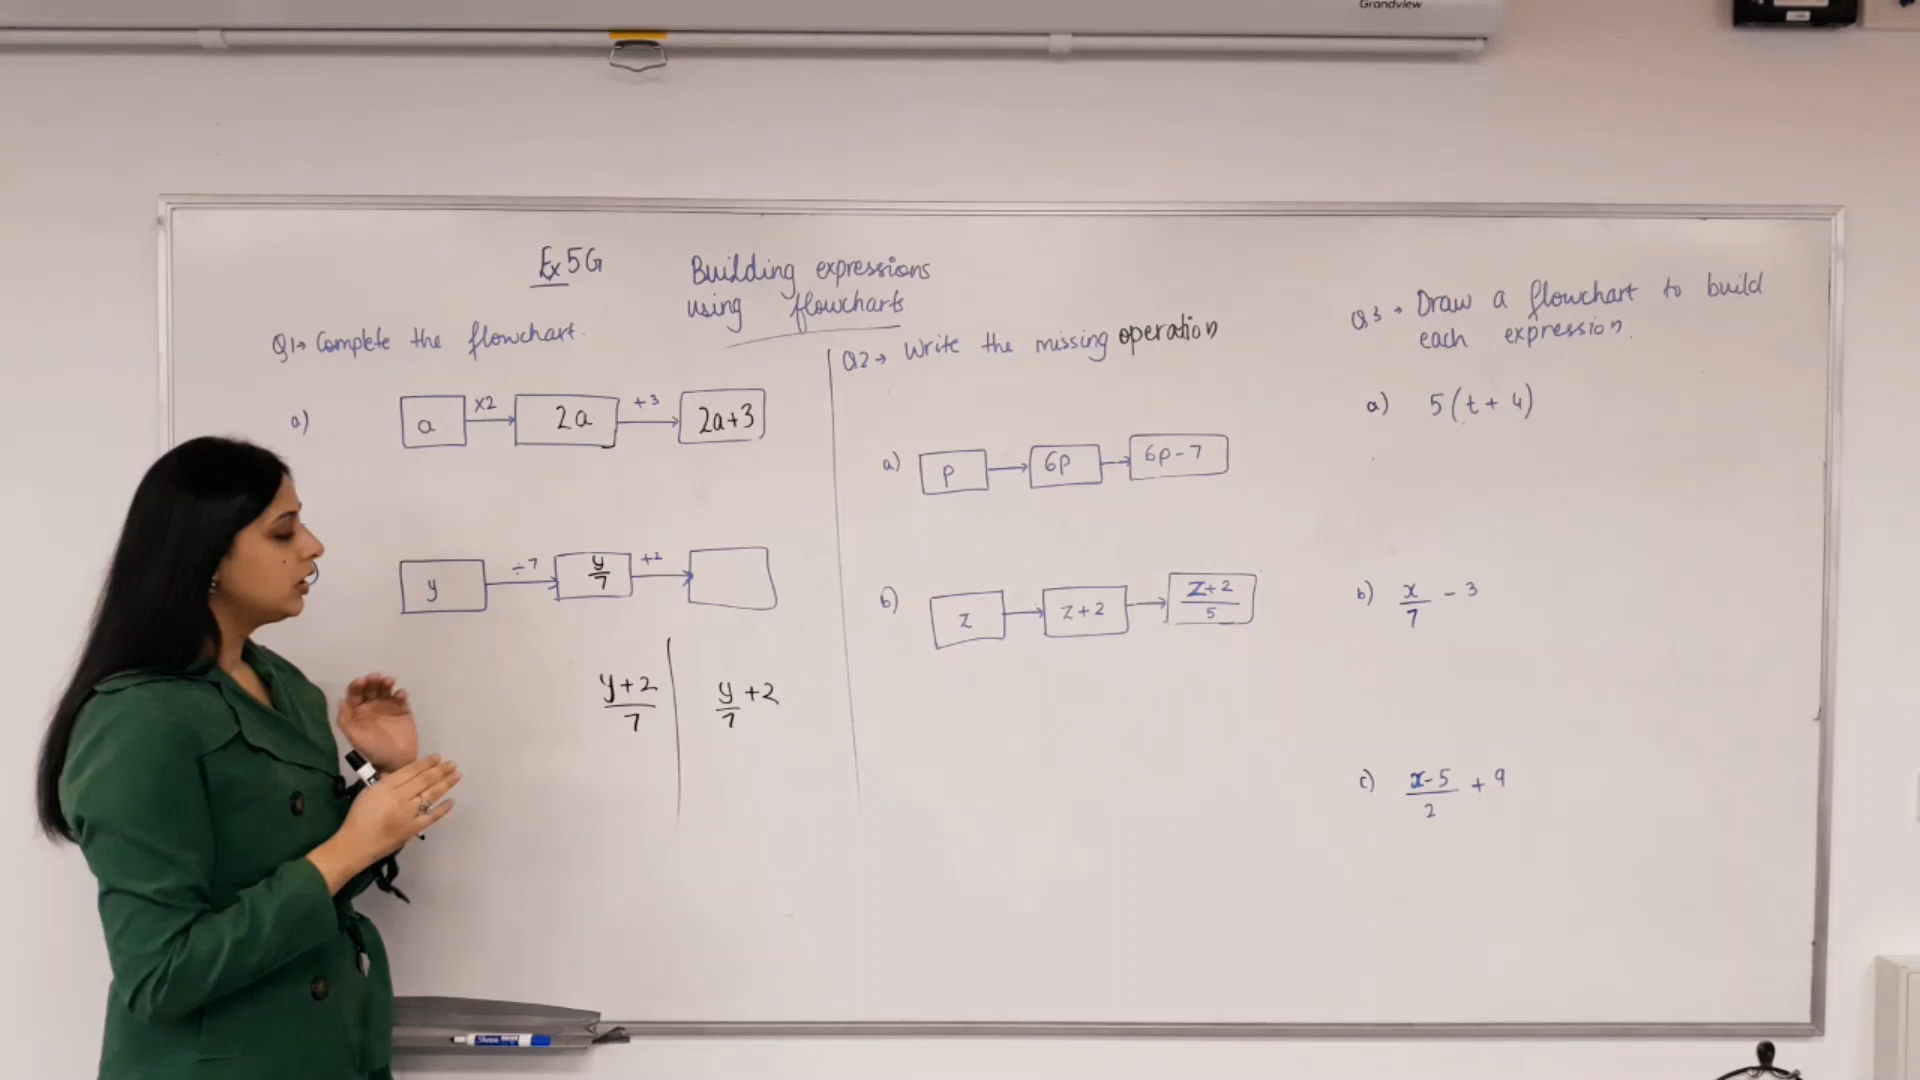 Grandview
Ex 5G
Building expressions
using flowcharts
Q1→ Complete the flowchart.
a)
a ×2 2a +3 2a+3
y ÷7 y/7 +2
y+2/7 | y/7 +2
Q2→ Write the missing operation
a) p → 6p → 6p-7
b) z → z+2 → z+2/5
Q3→ Draw a flowchart to build
each expression.
a) 5(t+4)
b) x/7 - 3
c) x-5/2 + 9
Sharpie